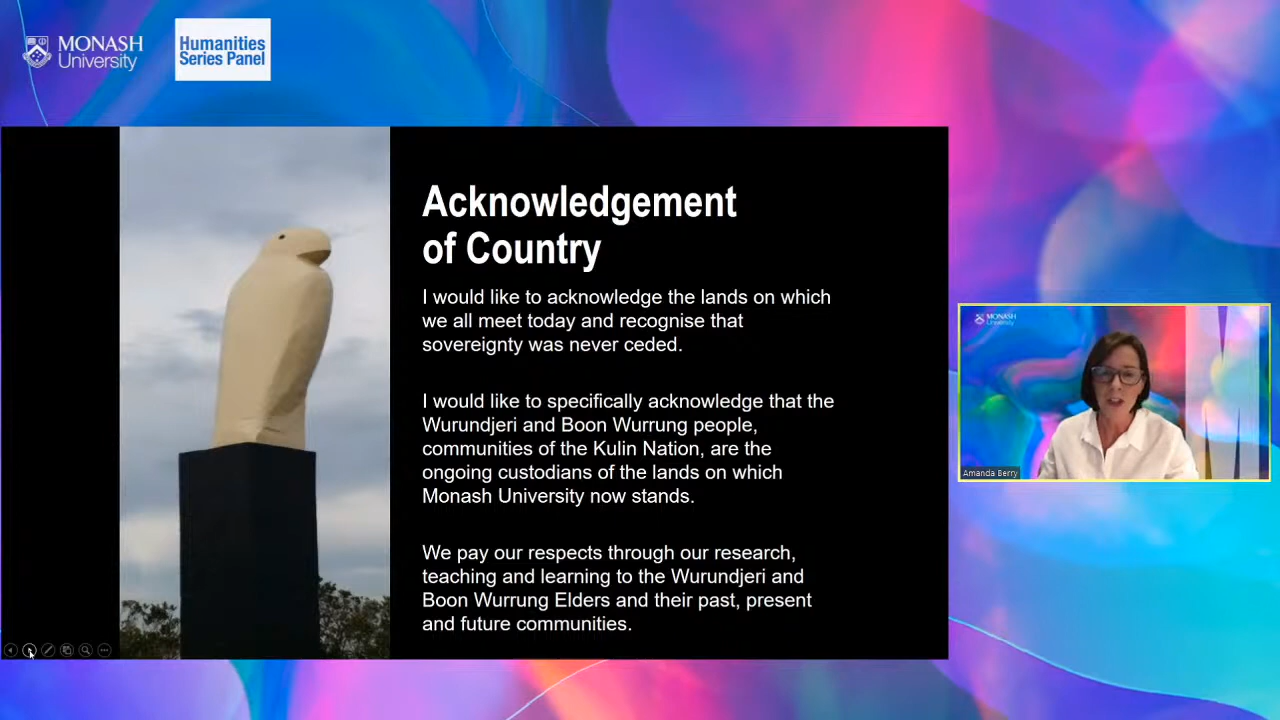 MONASH
University
Humanities
Series Panel
Acknowledgement
of Country
I would like to acknowledge the lands on which
we all meet today and recognise that
sovereignty was never ceded.
I would like to specifically acknowledge that the
Wurundjeri and Boon Wurrung people,
communities of the Kulin Nation, are the
ongoing custodians of the lands on which
Monash University now stands.
We pay our respects through our research,
teaching and learning to the Wurundjeri and
Boon Wurrung Elders and their past, present
and future communities.
MONASH
University
Amanda Berry